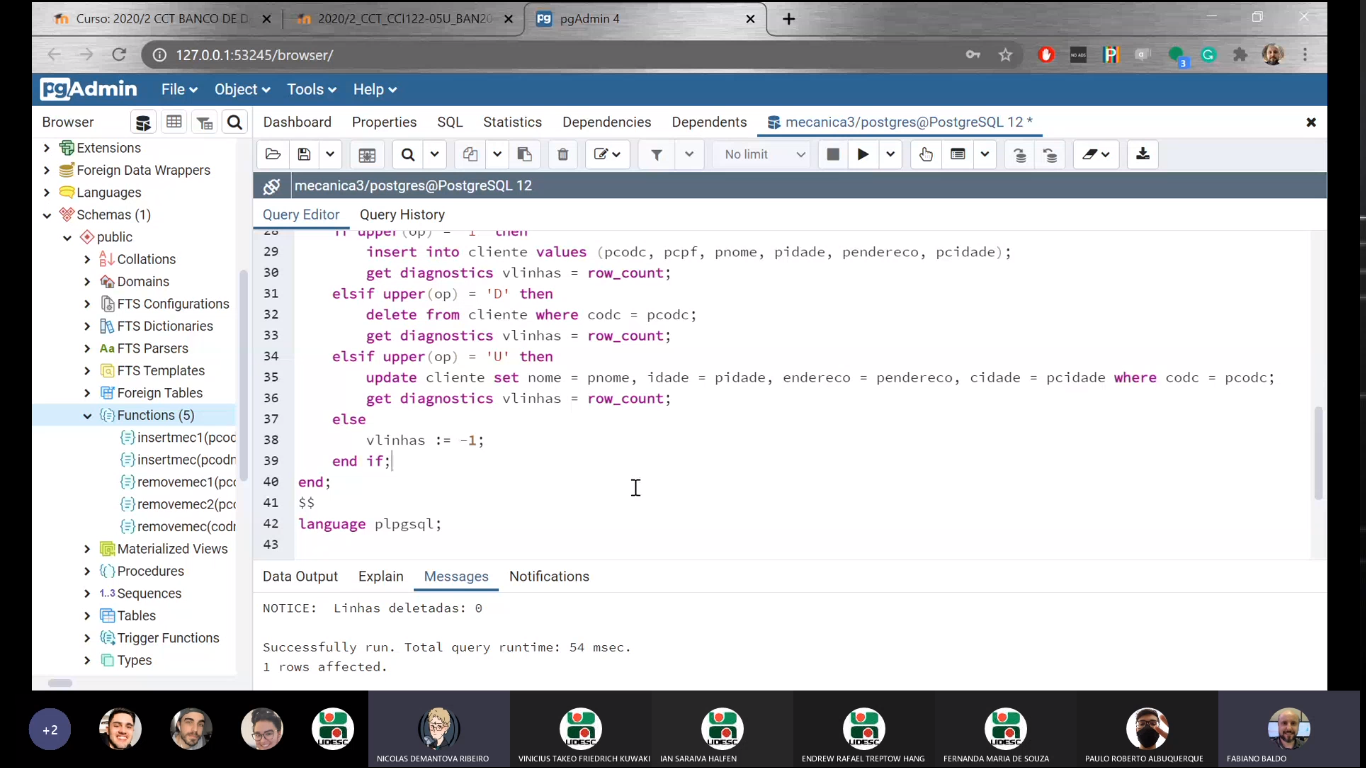 Curso: 2020/2 CCT BANCO DE D
2020/2_CCT_CCI122-05U_BAN20
pgAdmin 4
127.0.0.1:53245/browser/
3
pgAdmin
File
Object
Tools
Help
Browser
Dashboard
Properties
SQL
Statistics
Dependencies
Dependents
mecanica3/postgres@PostgreSQL 12 *
No limit
mecanica3/postgres@PostgreSQL 12
Query Editor
Query History
Extensions
Foreign Data Wrappers
Languages
Schemas (1)
public
Collations
Domains
FTS Configurations
FTS Dictionaries
FTS Parsers
FTS Templates
Foreign Tables
Functions (5)
insertmec1(pcod
insertmec(pcodn
removemec1(pco
removemec2(pco
removemec(codn
Materialized Views
Procedures
Sequences
Tables
Trigger Functions
Types
28 if upper(op) = 'I' then
29 insert into cliente values (pcodc, pcpf, pnome, pidade, pendereco, pcidade);
30 get diagnostics vlinhas = row_count;
31 elsif upper(op) = 'D' then
32 delete from cliente where codc = pcodc;
33 get diagnostics vlinhas = row_count;
34 elsif upper(op) = 'U' then
35 update cliente set nome = pnome, idade = pidade, endereco = pendereco, cidade = pcidade where codc = pcodc;
36 get diagnostics vlinhas = row_count;
37 else
38 vlinhas := -1;
39 end if;
40 end;
41 $$
42 language plpgsql;
43
Data Output
Explain
Messages
Notifications
NOTICE: Linhas deletadas: 0
Successfully run. Total query runtime: 54 msec.
1 rows affected.
+2
UDESC
NICOLAS DEMANTOVA RIBEIRO
UDESC
VINICIUS TAKEO FRIEDRICH KUWAKI
UDESC
IAN SARAIVA HALFEN
UDESC
ENDREW RAFAEL TREPTOW HANG
UDESC
FERNANDA MARIA DE SOUZA
PAULO ROBERTO ALBUQUERQUE
FABIANO BALDO